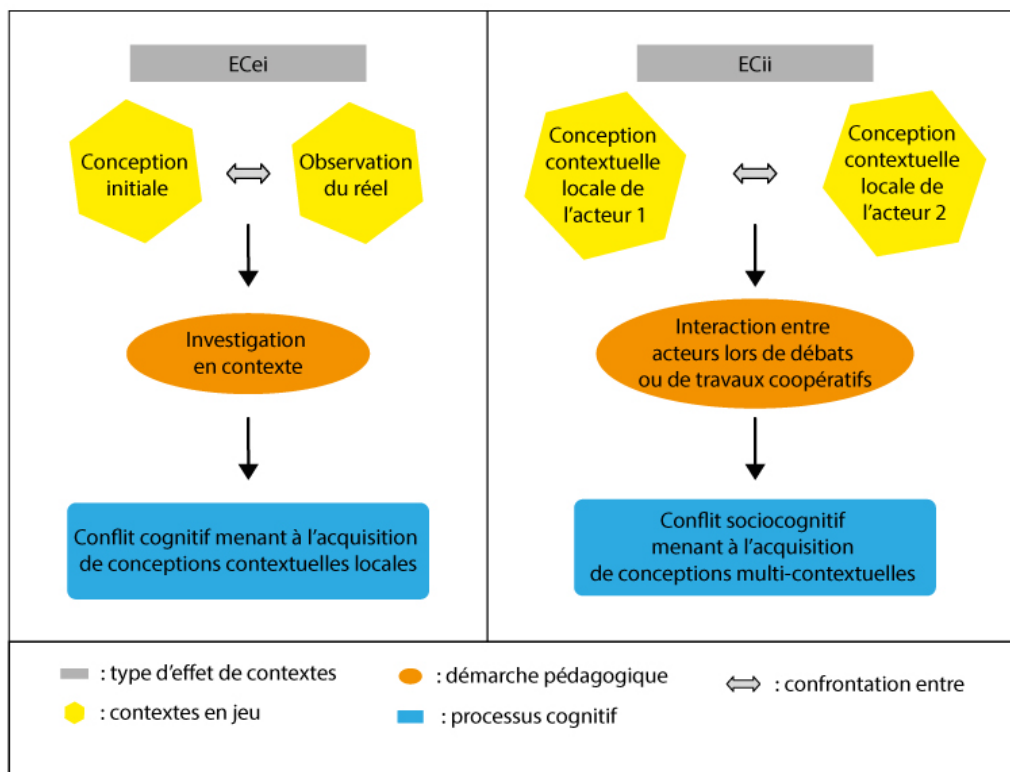 ECei
Conception
initiale
Observation
du réel
Investigation
en contexte
Conflit cognitif menant à l'acquisition
de conceptions contextuelles locales
ECii
Conception
contextuelle
locale de
l'acteur 1
Conception
contextuelle
locale de
l'acteur 2
Interaction entre
acteurs lors de débats
ou de travaux coopératifs
Conflit sociocognitif
menant à l'acquisition
de conceptions multi-contextuelles
: type d'effet de contextes
: démarche pédagogique
: confrontation entre
: contextes en jeu
: processus cognitif